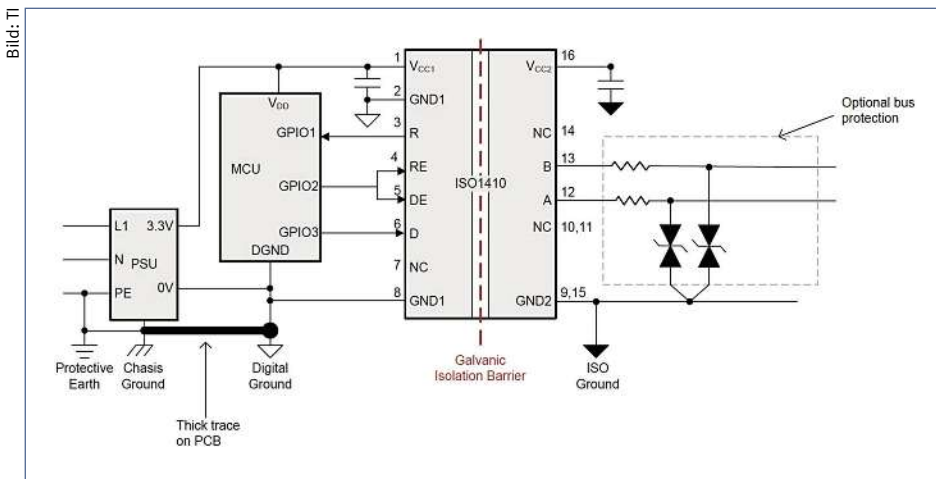 Bild: TI
1
16
VCC1
VCC2
2
GND1
VDD
3
GPIO1
R
NC
14
Optional bus
protection
MCU
4
RE
B
13
GPIO2
ISO1410
5
DE
A
12
GPIO3
6
D
NC
10,11
L1
3.3V
DGND
7
NC
N
PSU
PE
0V
8
GND1
GND2
9,15
Protective
Earth
Chasis
Ground
Digital
Ground
Galvanic
Isolation Barrier
ISO
Ground
Thick trace
on PCB